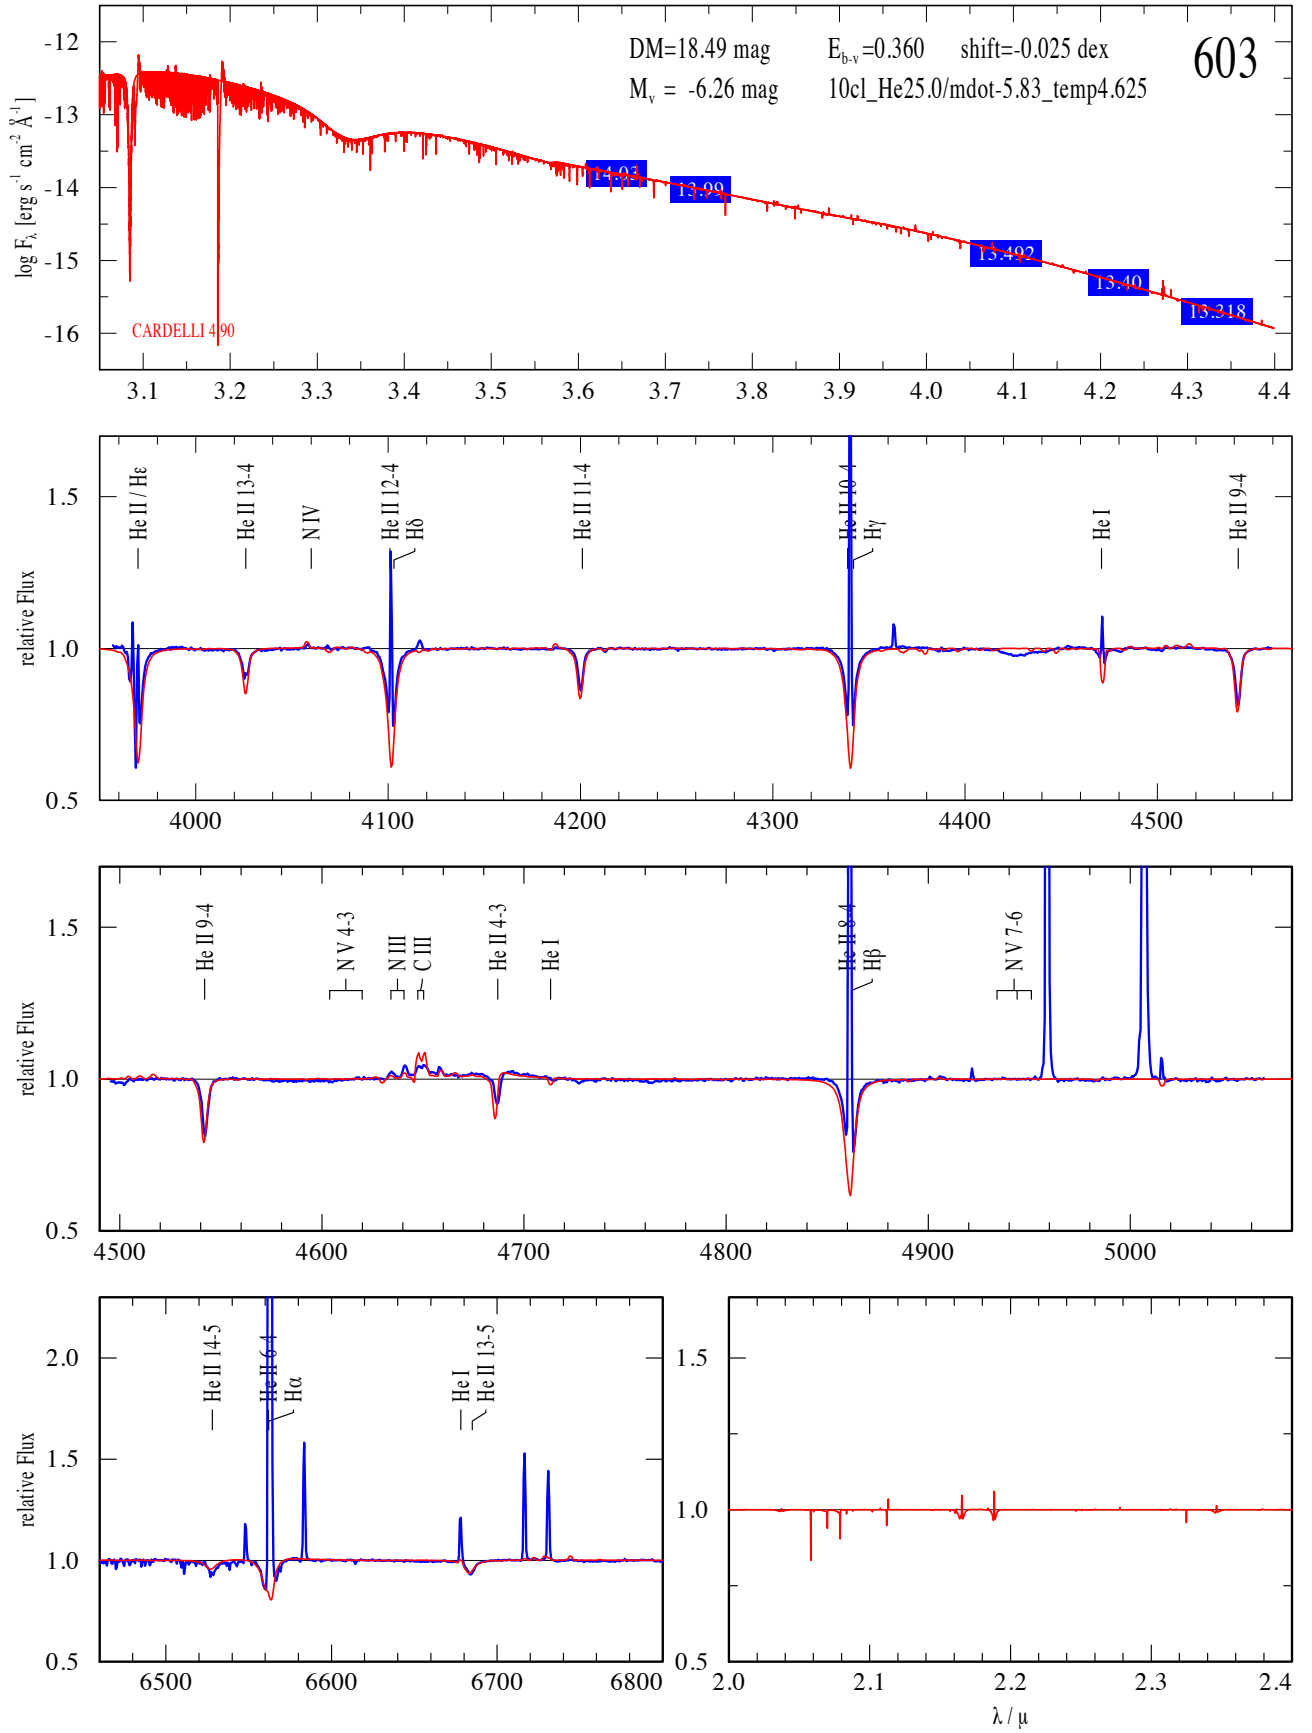 DM=18.49 mag E_b-v=0.360 shift=-0.025 dex 603
M_v = -6.26 mag 10cl_He25.0/mdot-5.83_temp4.625
log F_λ [erg s⁻¹ cm⁻² Å⁻¹]
-12
-13
-14
-15
-16
14.03
13.99
13.492
13.40
13.318
CARDELLI 4.90
3.1 3.2 3.3 3.4 3.5 3.6 3.7 3.8 3.9 4.0 4.1 4.2 4.3 4.4
relative Flux
1.5
1.0
0.5
He II / Hε
He II 13-4
N IV
He II 12-4
Hδ
He II 11-4
He II 10-4
Hγ
He I
He II 9-4
4000 4100 4200 4300 4400 4500
relative Flux
1.5
1.0
0.5
He II 9-4
N V 4-3
N III
C III
He II 4-3
He I
He II 8-4
Hβ
N V 7-6
4500 4600 4700 4800 4900 5000
relative Flux
2.0
1.5
1.0
0.5
He II 14-5
He II 6-4
Hα
He I
He II 13-5
6500 6600 6700 6800
1.5
1.0
0.5
2.0 2.1 2.2 2.3 2.4
λ / μ